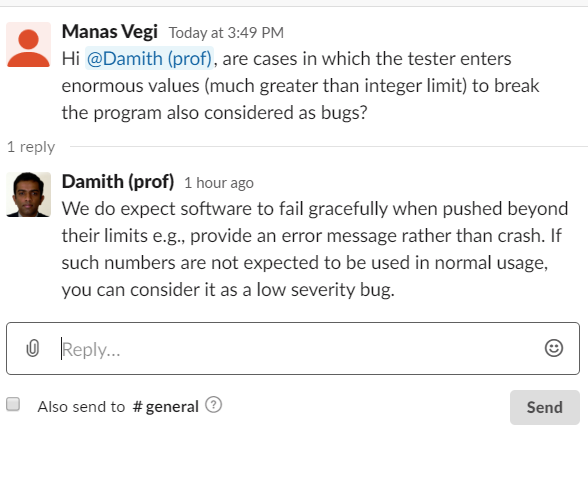 Manas Vegi Today at 3:49 PM
Hi @Damith (prof), are cases in which the tester enters
enormous values (much greater than integer limit) to break
the program also considered as bugs?
1 reply
Damith (prof) 1 hour ago
We do expect software to fail gracefully when pushed beyond
their limits e.g., provide an error message rather than crash. If
such numbers are not expected to be used in normal usage,
you can consider it as a low severity bug.
Reply...
Also send to # general ?
Send